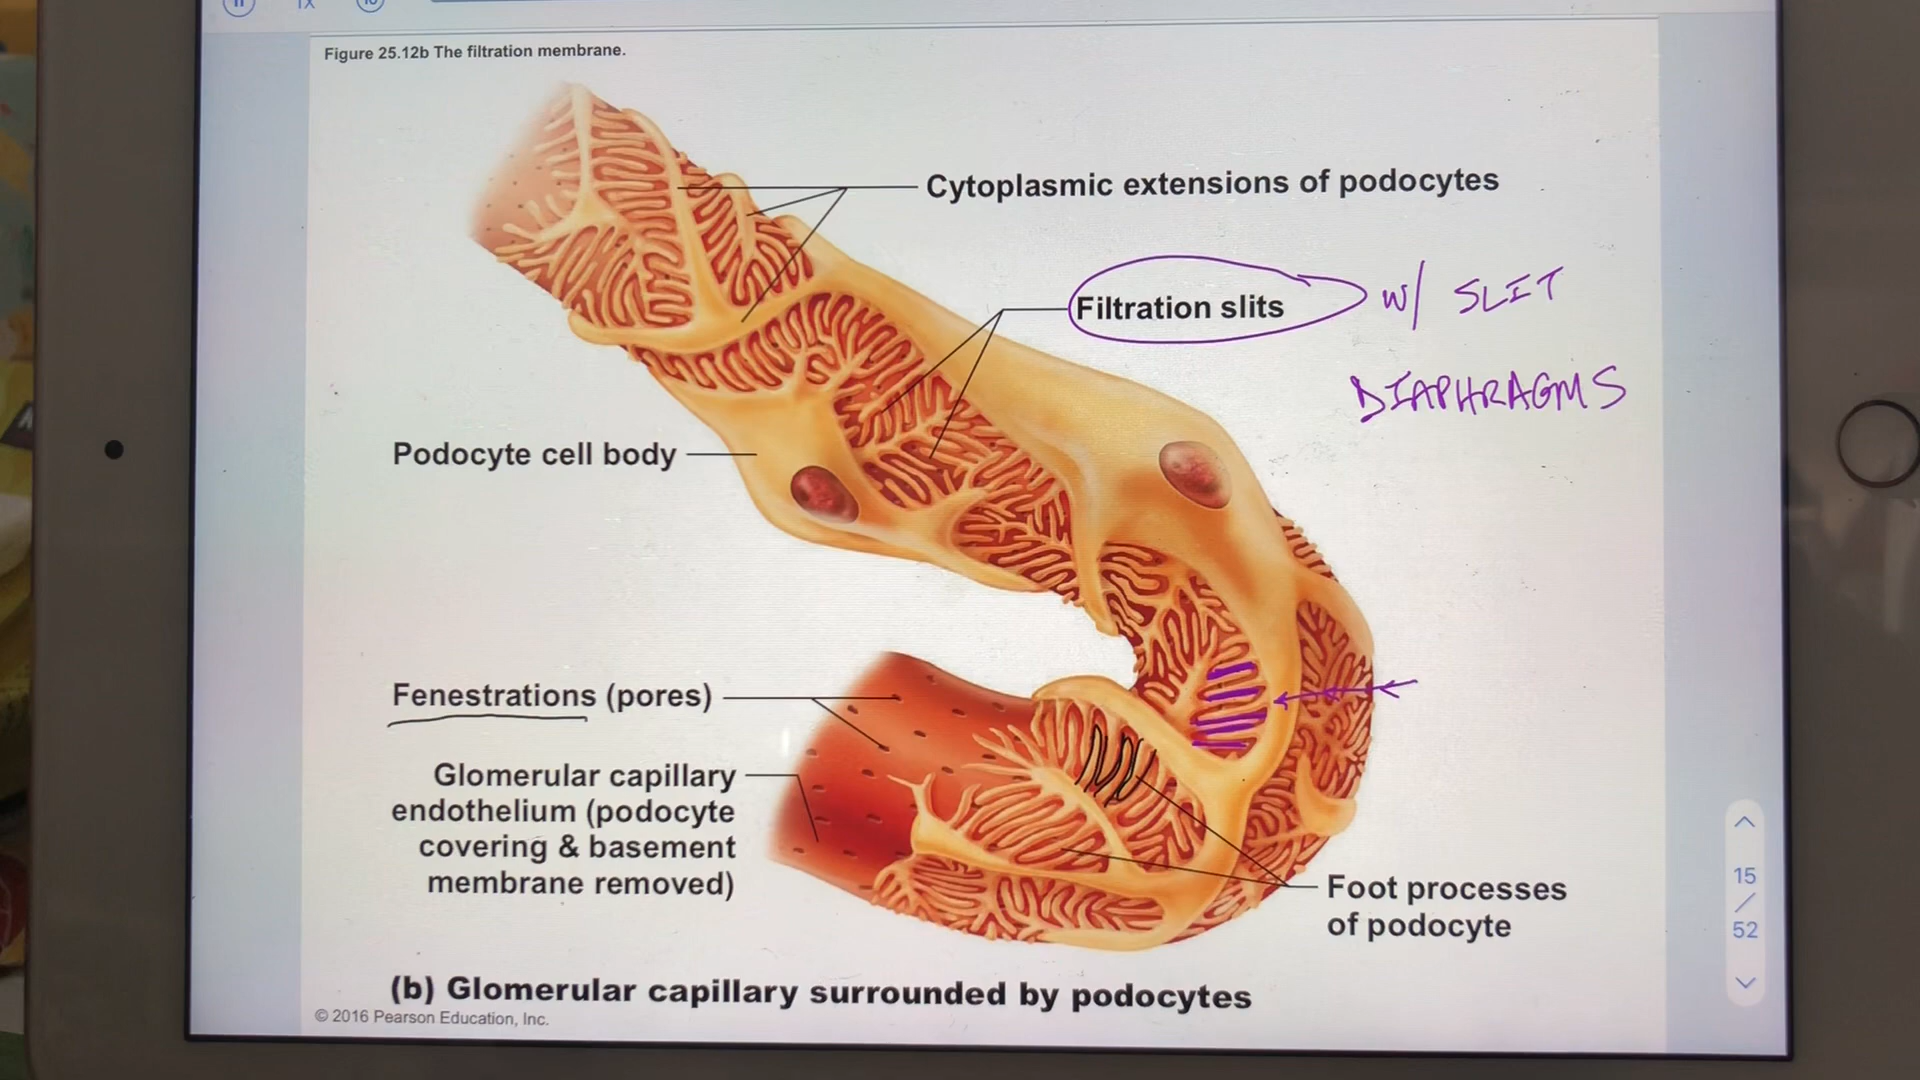 1x
Figure 25.12b The filtration membrane.
Cytoplasmic extensions of podocytes
Filtration slits
W/ SLIT
DIAPHRAGMS
Podocyte cell body
Fenestrations (pores)
Glomerular capillary
endothelium (podocyte
covering & basement
membrane removed)
Foot processes
of podocyte
15
/
52
(b) Glomerular capillary surrounded by podocytes
© 2016 Pearson Education, Inc.